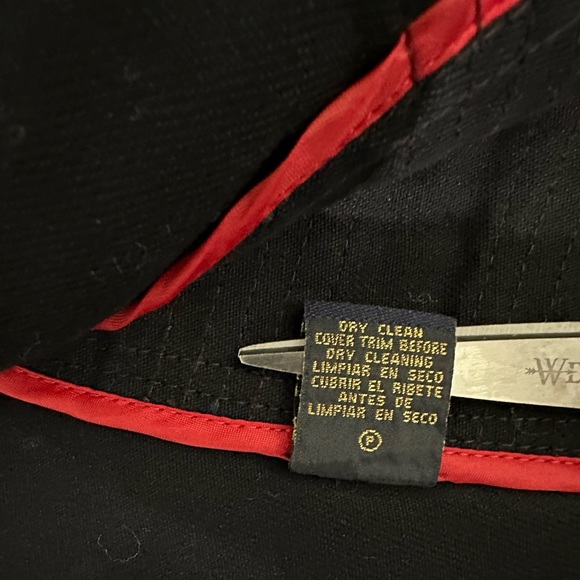 DRY CLEAN
COVER TRIM BEFORE
DRY CLEANING
LIMPIAR EN SECO
CUBRIR EL RIBETE
ANTES DE
LIMPIAR EN SECO
P